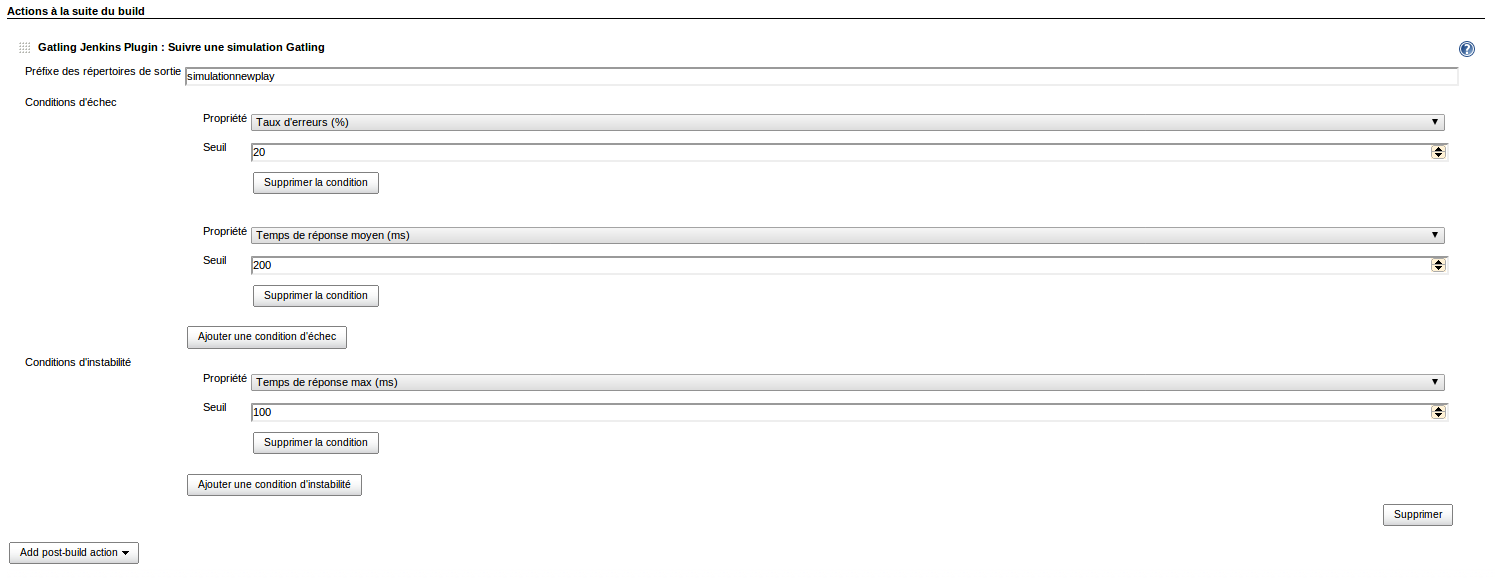 Actions à la suite du build
Gatling Jenkins Plugin : Suivre une simulation Gatling
?
Préfixe des répertoires de sortie simulationnewplay
Conditions d'échec
Propriété Taux d'erreurs (%)
Seuil 20
Supprimer la condition
Propriété Temps de réponse moyen (ms)
Seuil 200
Supprimer la condition
Ajouter une condition d'échec
Conditions d'instabilité
Propriété Temps de réponse max (ms)
Seuil 100
Supprimer la condition
Ajouter une condition d'instabilité
Supprimer
Add post-build action